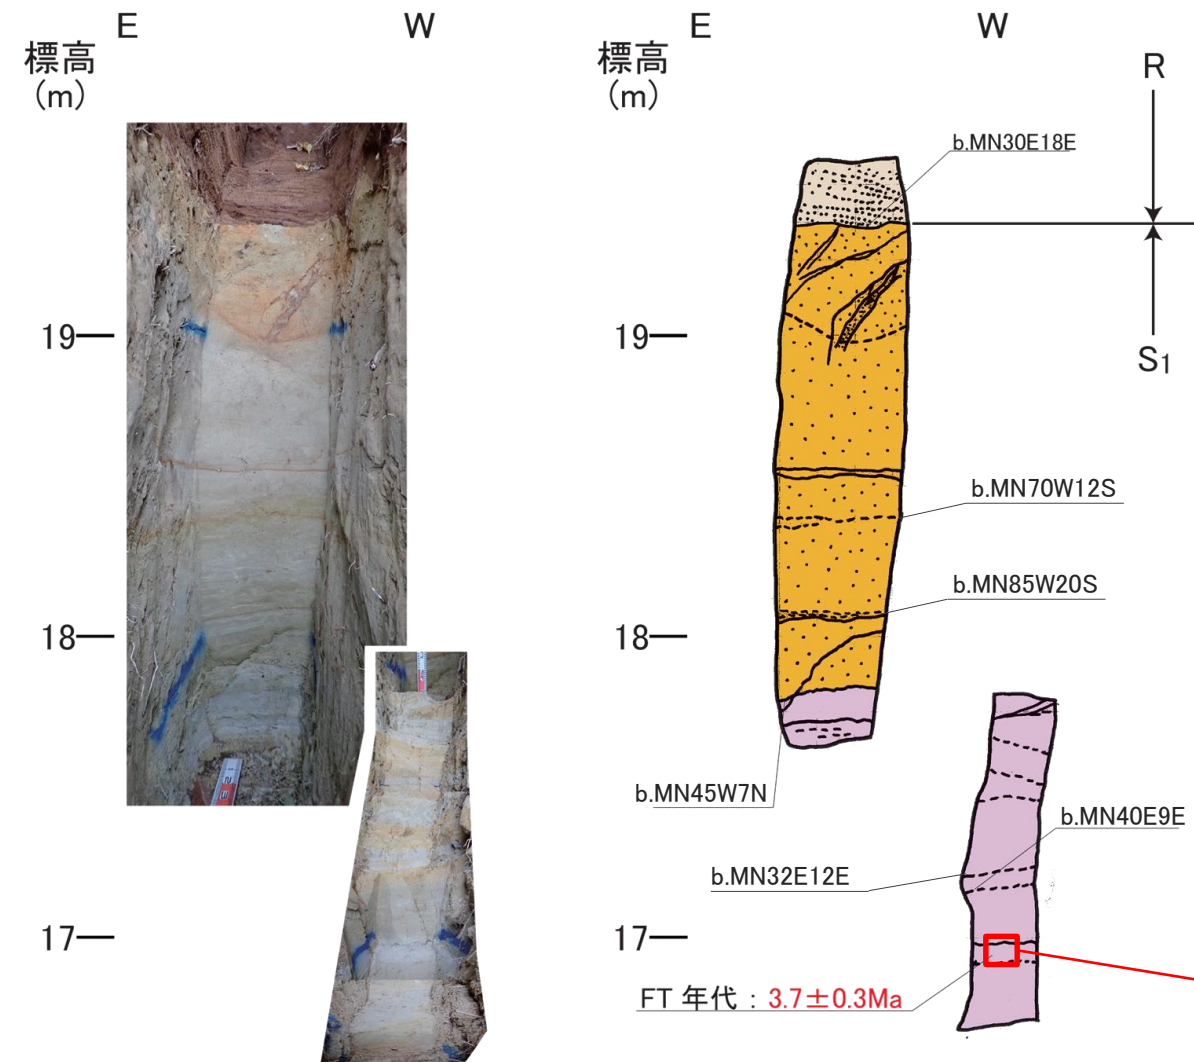 E
W
標高
(m)
19
18
17
E
W
標高
(m)
R
b.MN30E18E
19
S1
b.MN70W12S
b.MN85W20S
18
b.MN45W7N
b.MN40E9E
b.MN32E12E
17
FT 年代 : 3.7±0.3Ma